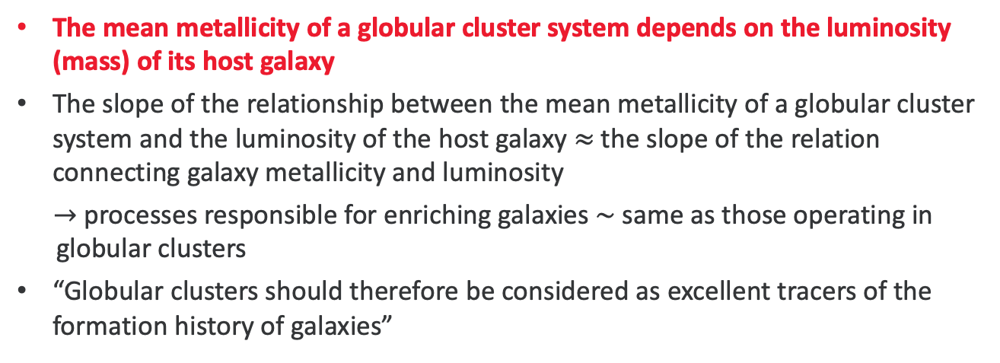 • The mean metallicity of a globular cluster system depends on the luminosity
(mass) of its host galaxy
• The slope of the relationship between the mean metallicity of a globular cluster
system and the luminosity of the host galaxy ≈ the slope of the relation
connecting galaxy metallicity and luminosity
→ processes responsible for enriching galaxies ~ same as those operating in
globular clusters
• “Globular clusters should therefore be considered as excellent tracers of the
formation history of galaxies”